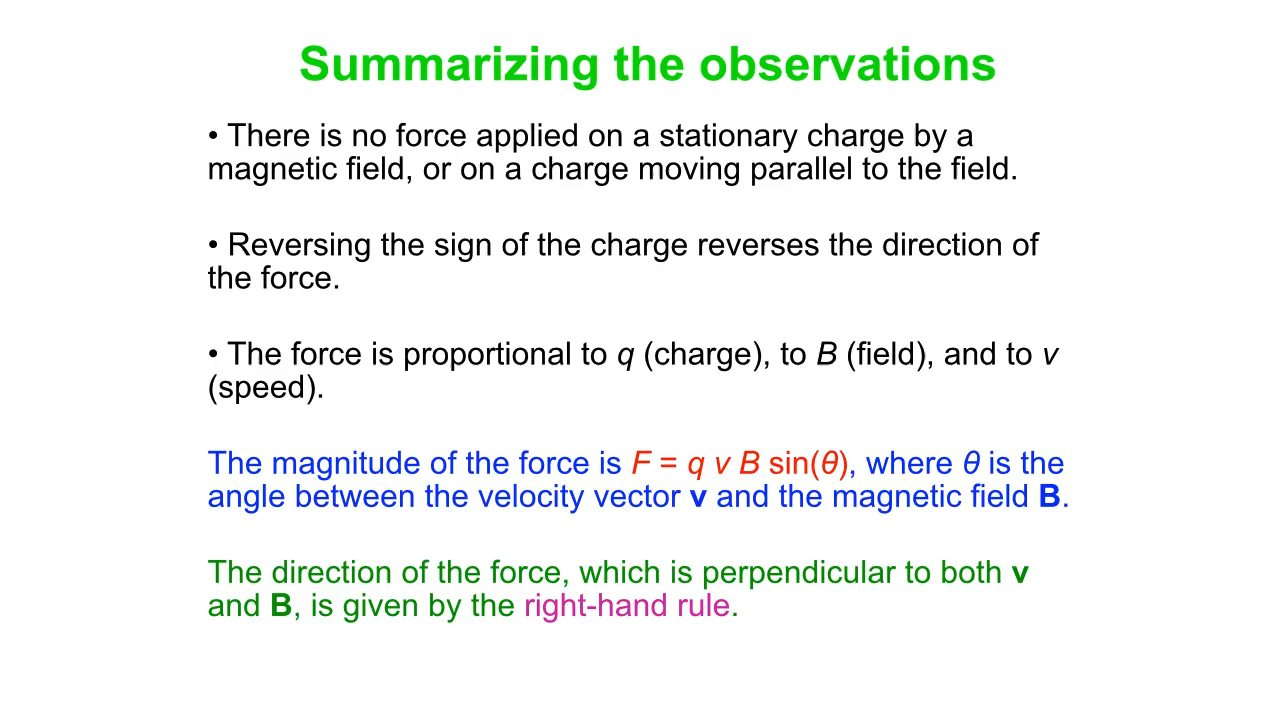 Summarizing the observations
• There is no force applied on a stationary charge by a
magnetic field, or on a charge moving parallel to the field.
• Reversing the sign of the charge reverses the direction of
the force.
• The force is proportional to q (charge), to B (field), and to v
(speed).
The magnitude of the force is F = q v B sin(θ), where θ is the
angle between the velocity vector v and the magnetic field B.
The direction of the force, which is perpendicular to both v
and B, is given by the right-hand rule.